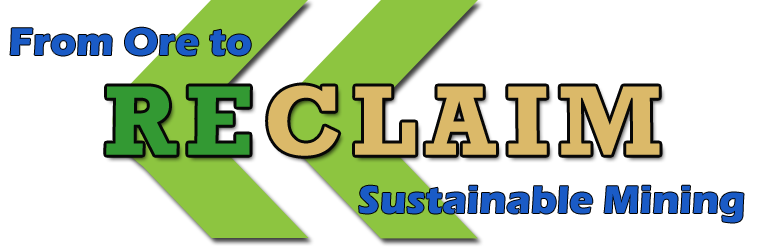 From Ore to
RECLAIM
Sustainable Mining